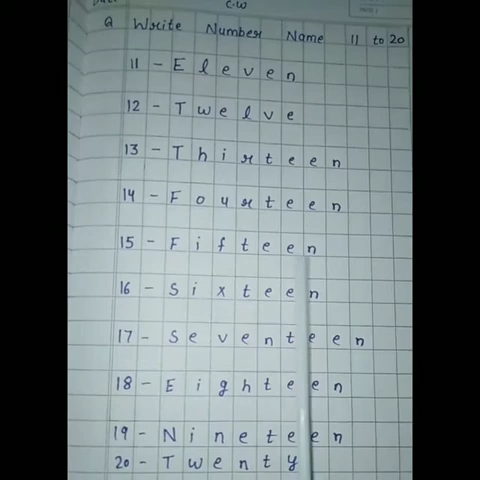 C.W
Q Write Number Name 11 to 20
11 - Eleven
12 - Twelve
13 - Thirteen
14 - Fourteen
15 - Fifteen
16 - Sixteen
17 - Seventeen
18 - Eighteen
19 - Nineteen
20 - Twenty